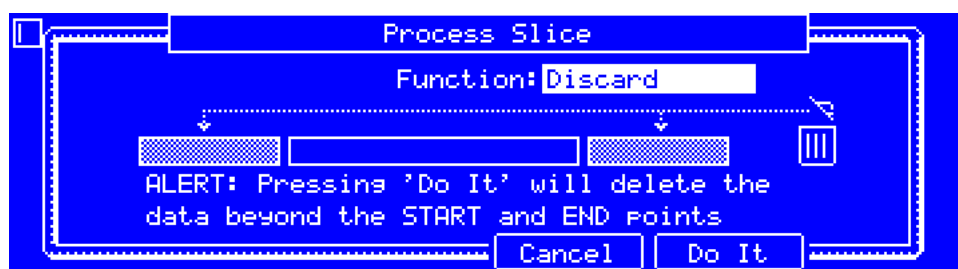 Process Slice
Function:Discard
ALERT: Pressing 'Do It' will delete the
data beyond the START and END points
Cancel
Do It